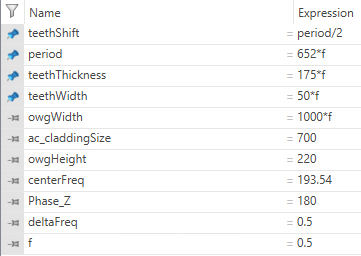 Name Expression
teethShift = period/2
period = 652*f
teethThickness = 175*f
teethWidth = 50*f
owgWidth = 1000*f
ac_claddingSize = 700
owgHeight = 220
centerFreq = 193.54
Phase_Z = 180
deltaFreq = 0.5
f = 0.5